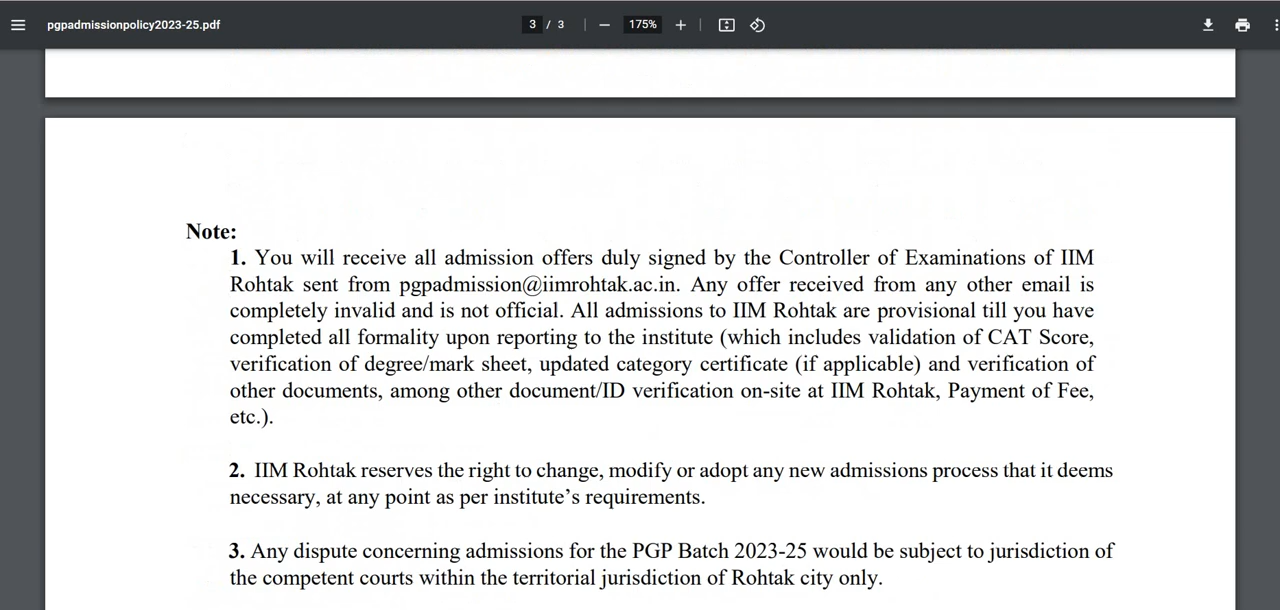 pgpadmissionpolicy2023-25.pdf
3 / 3
175%
Note:
1. You will receive all admission offers duly signed by the Controller of Examinations of IIM
Rohtak sent from pgpadmission@iimrohtak.ac.in. Any offer received from any other email is
completely invalid and is not official. All admissions to IIM Rohtak are provisional till you have
completed all formality upon reporting to the institute (which includes validation of CAT Score,
verification of degree/mark sheet, updated category certificate (if applicable) and verification of
other documents, among other document/ID verification on-site at IIM Rohtak, Payment of Fee,
etc.).
2. IIM Rohtak reserves the right to change, modify or adopt any new admissions process that it deems
necessary, at any point as per institute’s requirements.
3. Any dispute concerning admissions for the PGP Batch 2023-25 would be subject to jurisdiction of
the competent courts within the territorial jurisdiction of Rohtak city only.